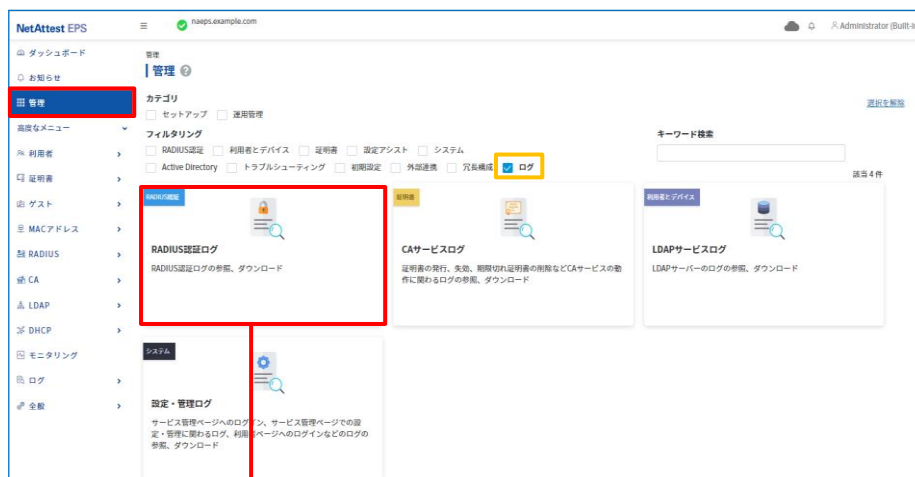 NetAttest EPS
naeps.example.com
Administrator (Built-in
ダッシュボード
お知らせ
管理
高度なメニュー
利用者
証明書
ゲスト
MACアドレス
RADIUS
CA
LDAP
DHCP
モニタリング
ログ
全般
管理
管理
カテゴリ
セットアップ 運用管理
選択を解除
フィルタリング
RADIUS認証 利用者とデバイス 証明書 設定アシスト システム
Active Directory トラブルシューティング 初期設定 外部連携 冗長構成 ログ
キーワード検索
該当 4 件
RADIUS認証
RADIUS認証ログ
RADIUS認証ログの参照、ダウンロード
証明書
CAサービスログ
証明書の発行、失効、期限切れ証明書の削除などCAサービスの動
作に関わるログの参照、ダウンロード
利用者とデバイス
LDAPサービスログ
LDAPサーバーのログの参照、ダウンロード
システム
設定・管理ログ
サービス管理ページへのログイン、サービス管理ページでの設
定・管理に関わるログ、利用者ページへのログインなどのログの
参照、ダウンロード